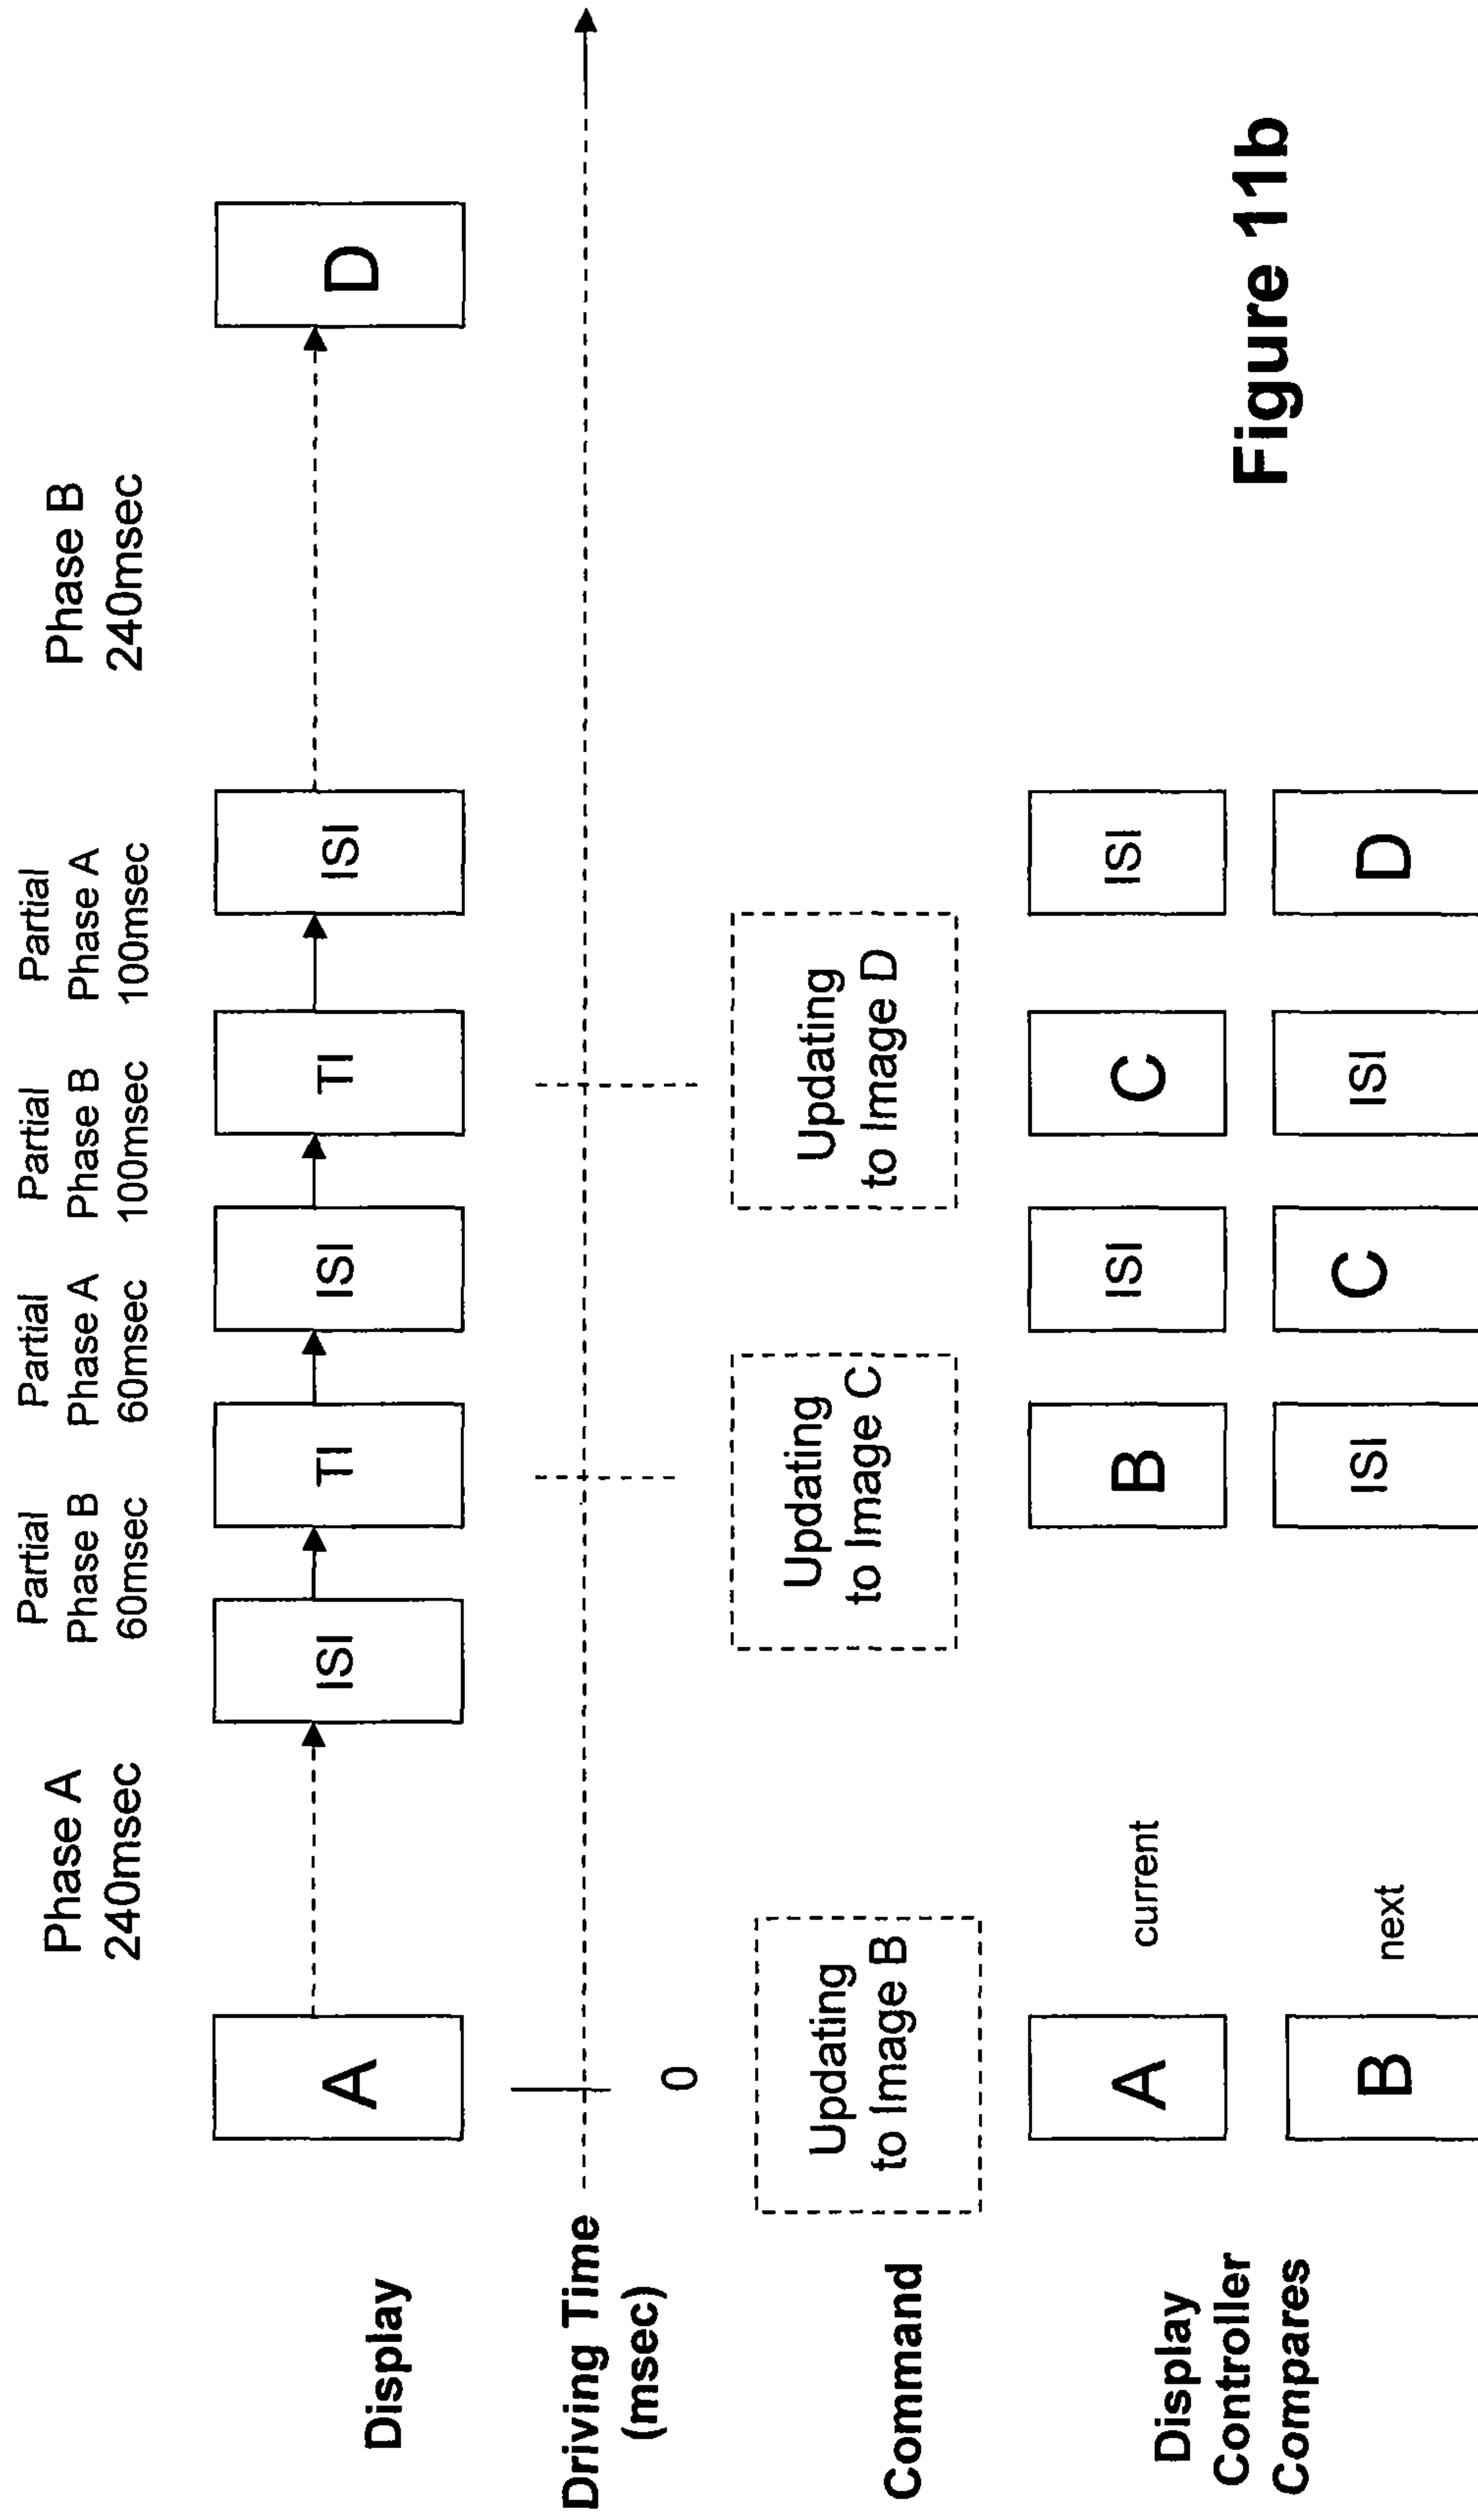 Phase A
240msec
Partial
Phase B
60msec
Partial
Phase A
60msec
Partial
Phase B
100msec
Partial
Phase A
100msec
Phase B
240msec
Display
A
ISI
TI
ISI
TI
ISI
D
Driving Time
(msec)
0
Command
Updating
to Image B
Updating
to Image C
Updating
to Image D
Display
Controller
Compares
A
current
B
ISI
C
ISI
B
next
ISI
C
ISI
D
Figure 11b